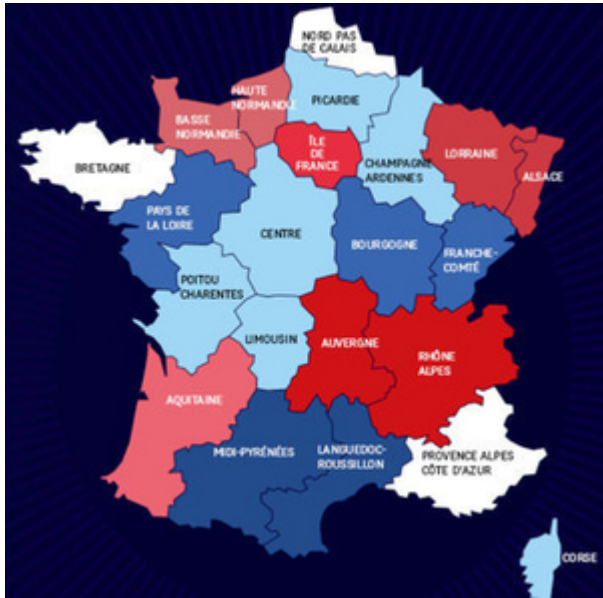 NORD PAS
DE CALAIS
HAUTE
NORMANDIE
PICARDIE
BASSE
NORMANDIE
ÎLE
DE
FRANCE
LORRAINE
CHAMPAGNE
ARDENNES
ALSACE
BRETAGNE
PAYS DE
LA LOIRE
CENTRE
BOURGOGNE
FRANCHE-
COMTÉ
POITOU
CHARENTES
LIMOUSIN
AUVERGNE
RHÔNE
ALPES
AQUITAINE
MIDI-PYRÉNÉES
LANGUEDOC-
ROUSSILLON
PROVENCE ALPES
CÔTE D'AZUR
CORSE